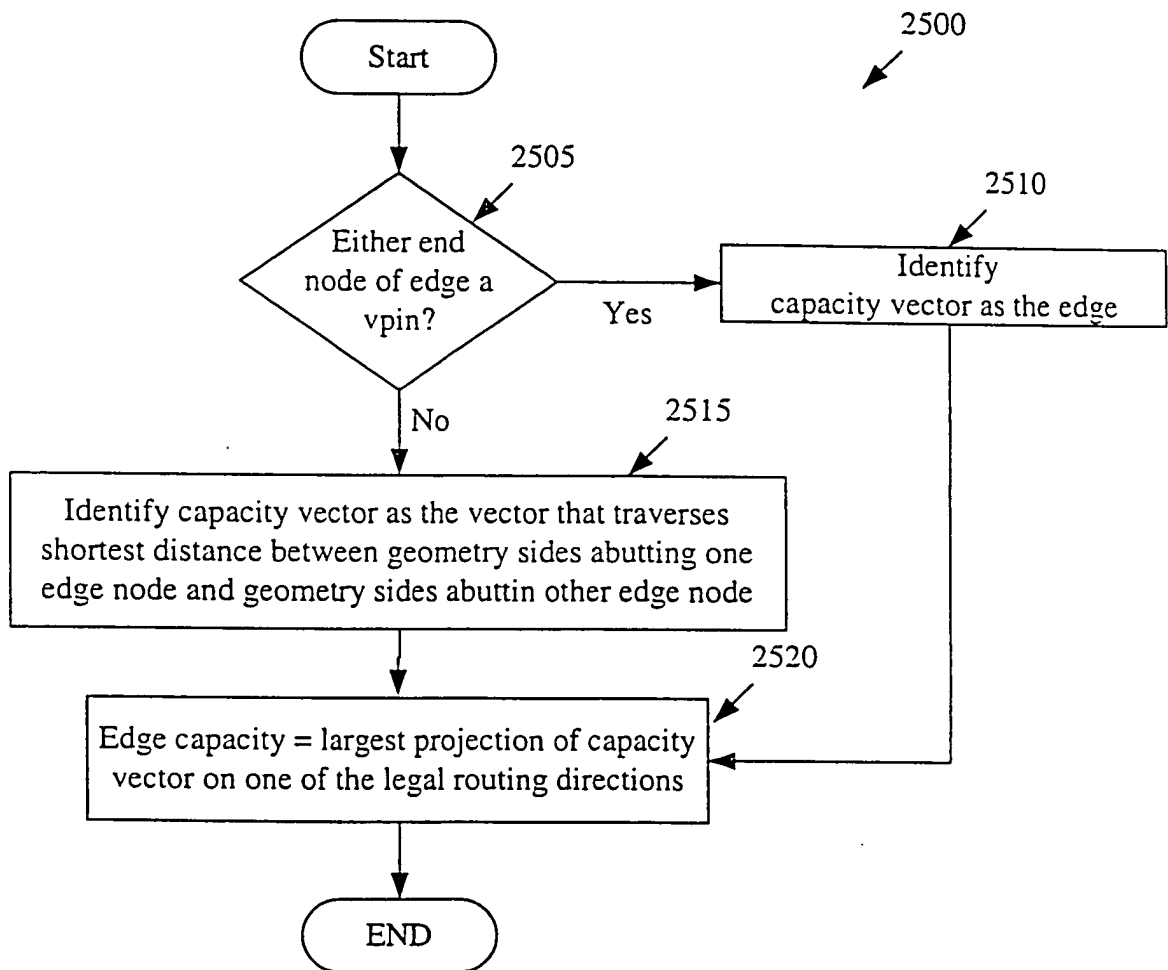 2500
Start
2505
Either end
node of edge a
vpin?
Yes
2510
Identify
capacity vector as the edge
No
2515
Identify capacity vector as the vector that traverses
shortest distance between geometry sides abutting one
edge node and geometry sides abuttin other edge node
2520
Edge capacity = largest projection of capacity
vector on one of the legal routing directions
END